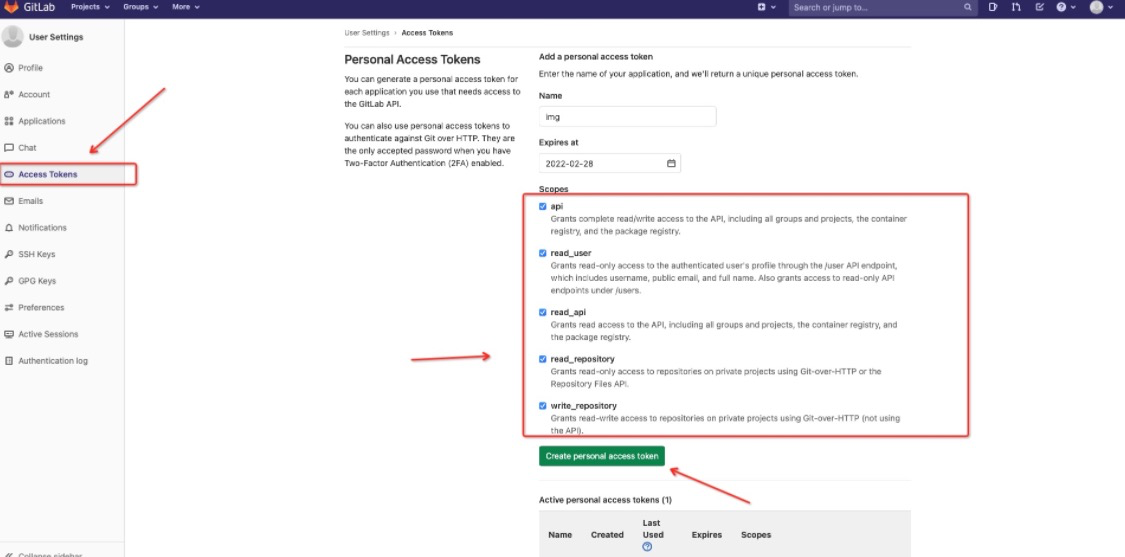 GitLab Projects Groups More Search or jump to...
User Settings
Profile
Account
Applications
Chat
Access Tokens
Emails
Notifications
SSH Keys
GPG Keys
Preferences
Active Sessions
Authentication log
Collapse sidebar
User Settings › Access Tokens
Personal Access Tokens
You can generate a personal access token for
each application you use that needs access to
the GitLab API.
You can also use personal access tokens to
authenticate against Git over HTTP. They are
the only accepted password when you have
Two-Factor Authentication (2FA) enabled.
Add a personal access token
Enter the name of your application, and we'll return a unique personal access token.
Name
img
Expires at
2022-02-28
Scopes
api
Grants complete read/write access to the API, including all groups and projects, the container
registry, and the package registry.
read_user
Grants read-only access to the authenticated user's profile through the /user API endpoint,
which includes username, public email, and full name. Also grants access to read-only API
endpoints under /users.
read_api
Grants read access to the API, including all groups and projects, the container registry, and
the package registry.
read_repository
Grants read-only access to repositories on private projects using Git-over-HTTP or the
Repository Files API.
write_repository
Grants read-write access to repositories on private projects using Git-over-HTTP (not using
the API).
Create personal access token
Active personal access tokens (1)
Name Created Last Used Expires Scopes